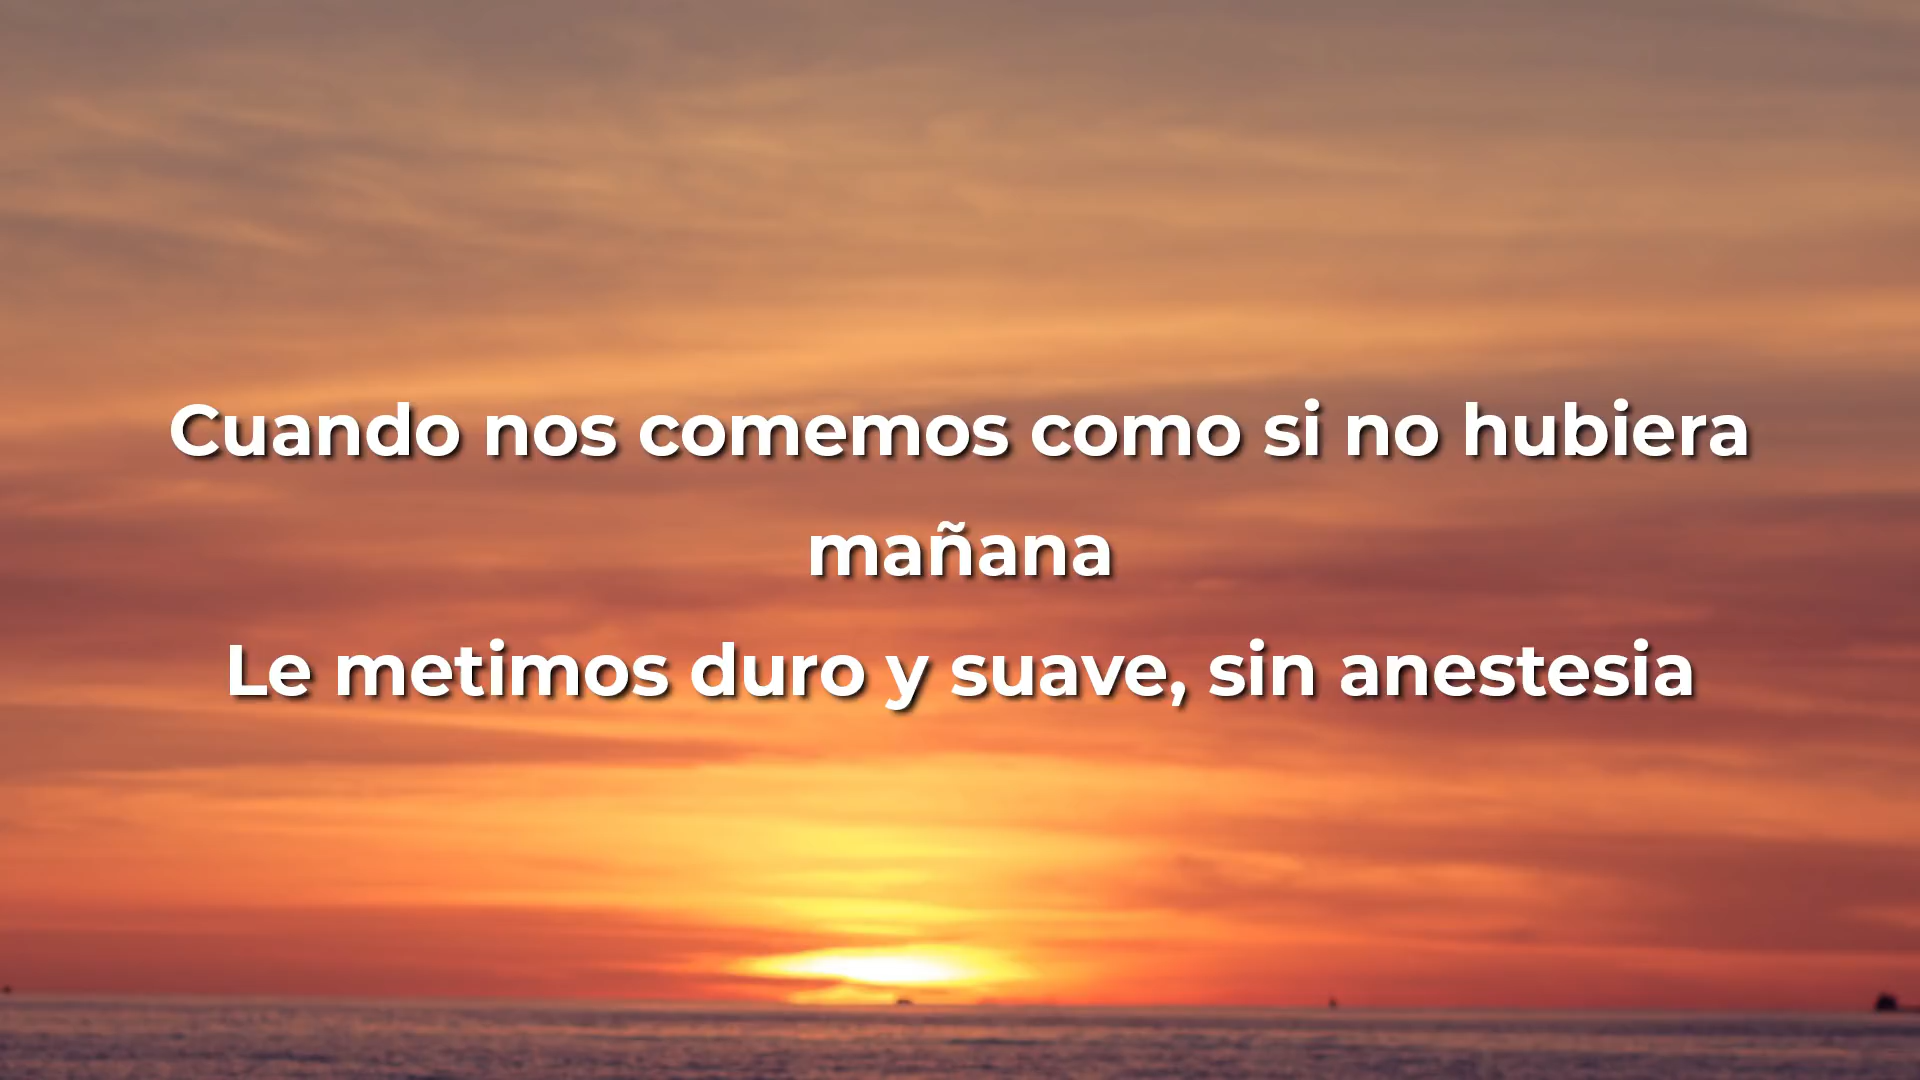 Cuando nos comemos como si no hubiera
mañana
Le metimos duro y suave, sin anestesia